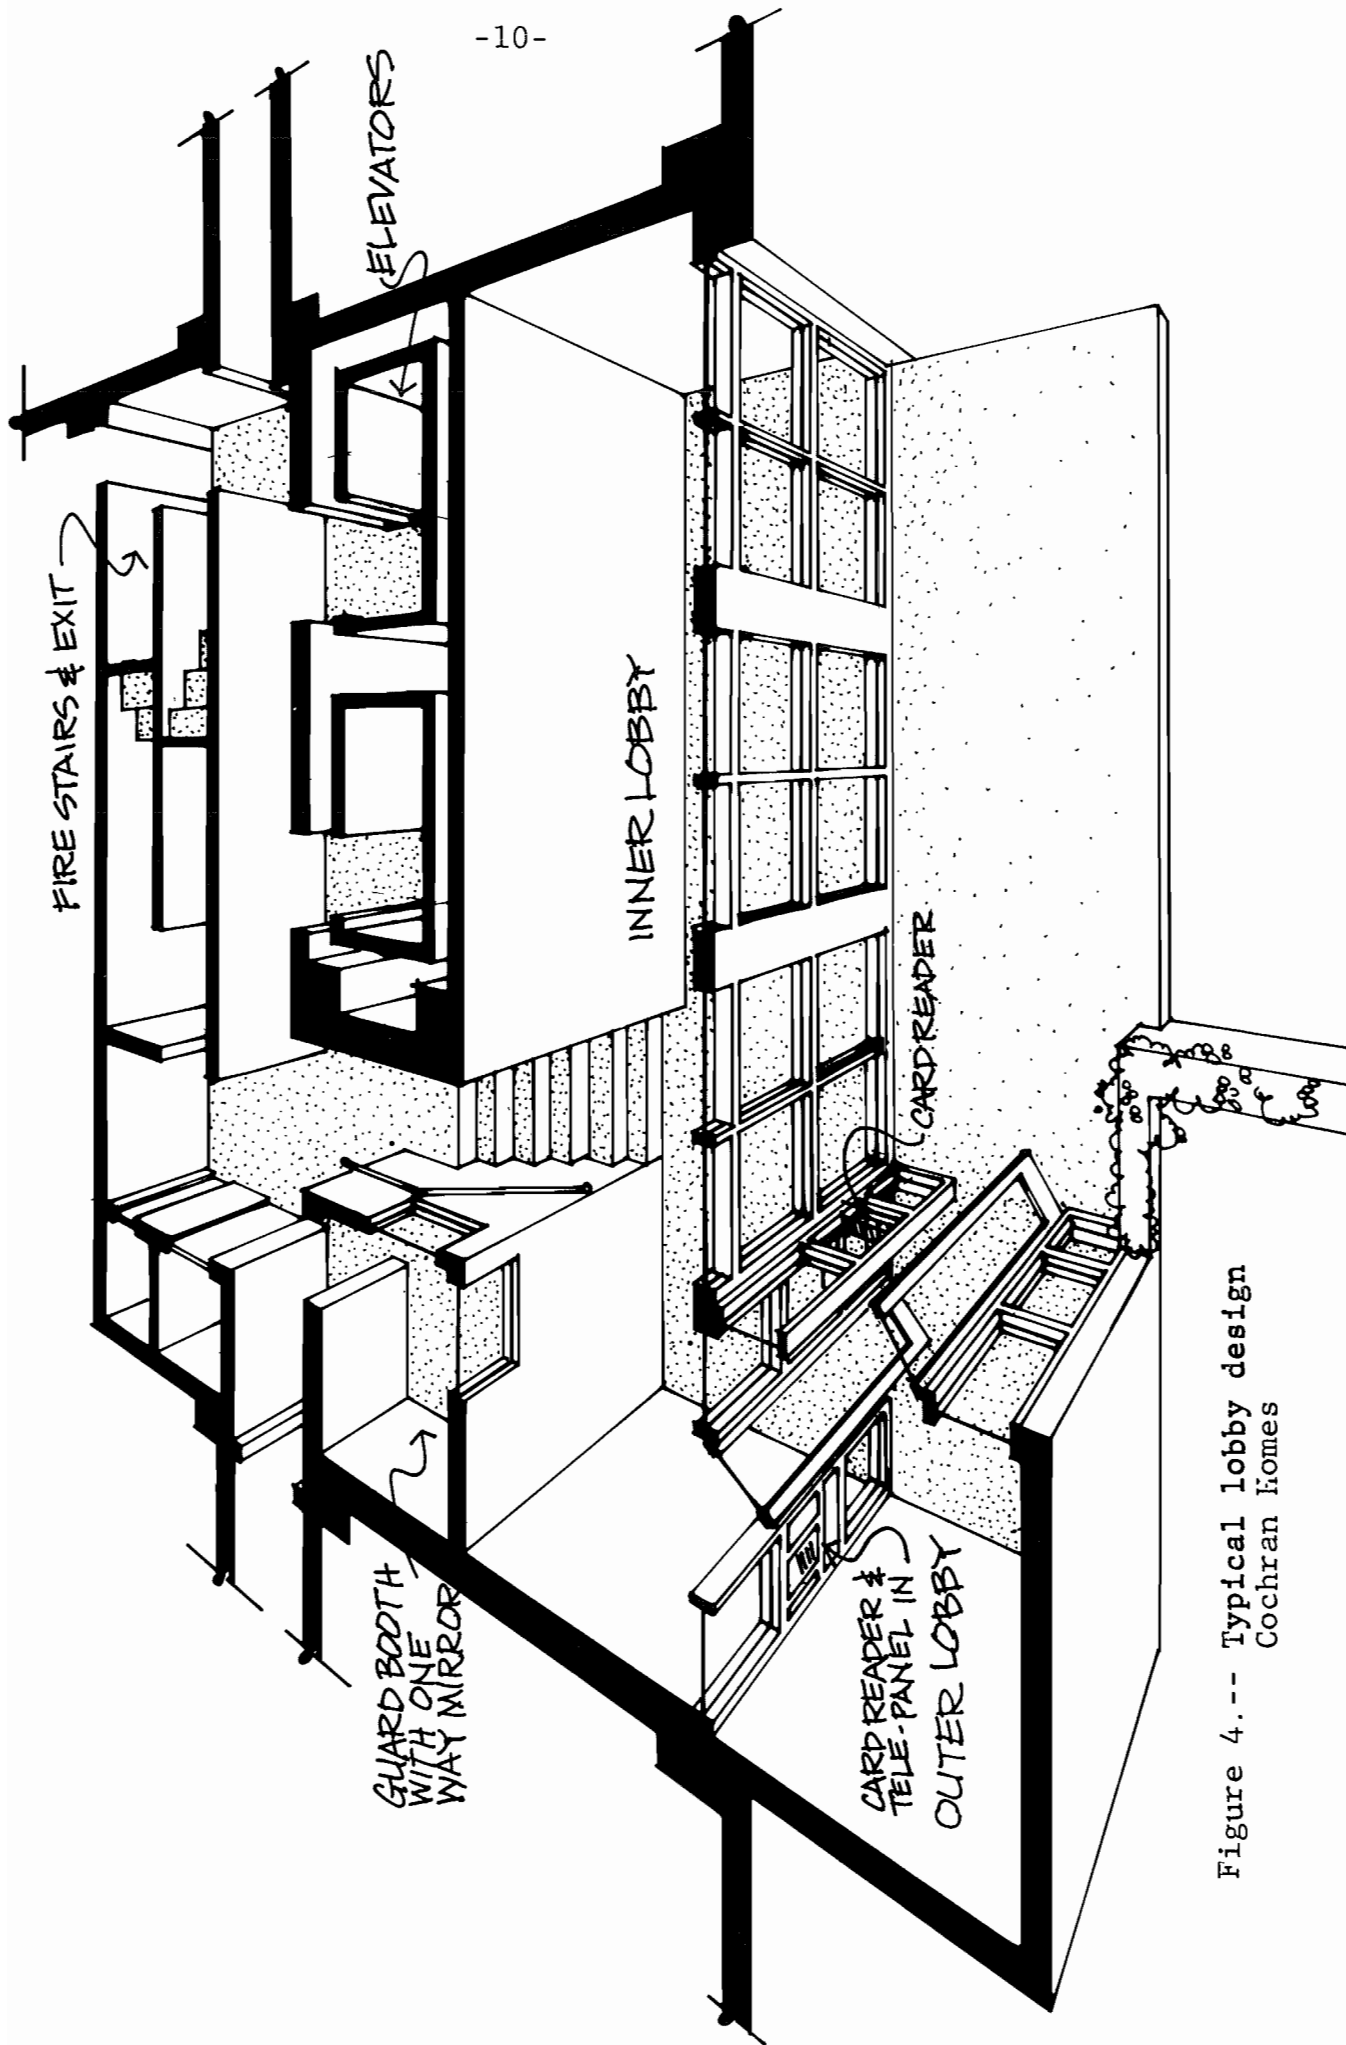 -10-
FIRE STAIRS & EXIT
ELEVATORS
INNER LOBBY
CARD READER
GUARD BOOTH
WITH ONE
WAY MIRROR
CARD READER &
TELE-PANEL IN
OUTER LOBBY
Figure 4.-- Typical lobby design
Cochran Homes